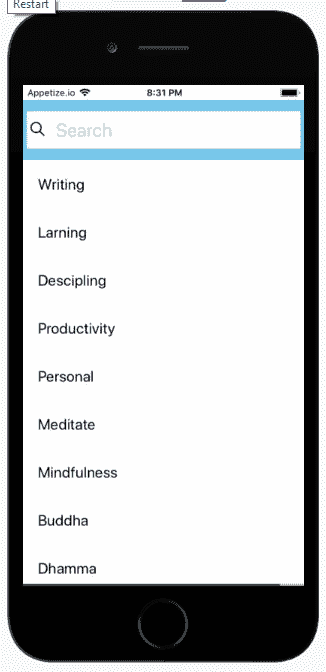 Restart
Appetize.io 8:31 PM
Search
Writing
Larning
Descipling
Productivity
Personal
Meditate
Mindfulness
Buddha
Dhamma